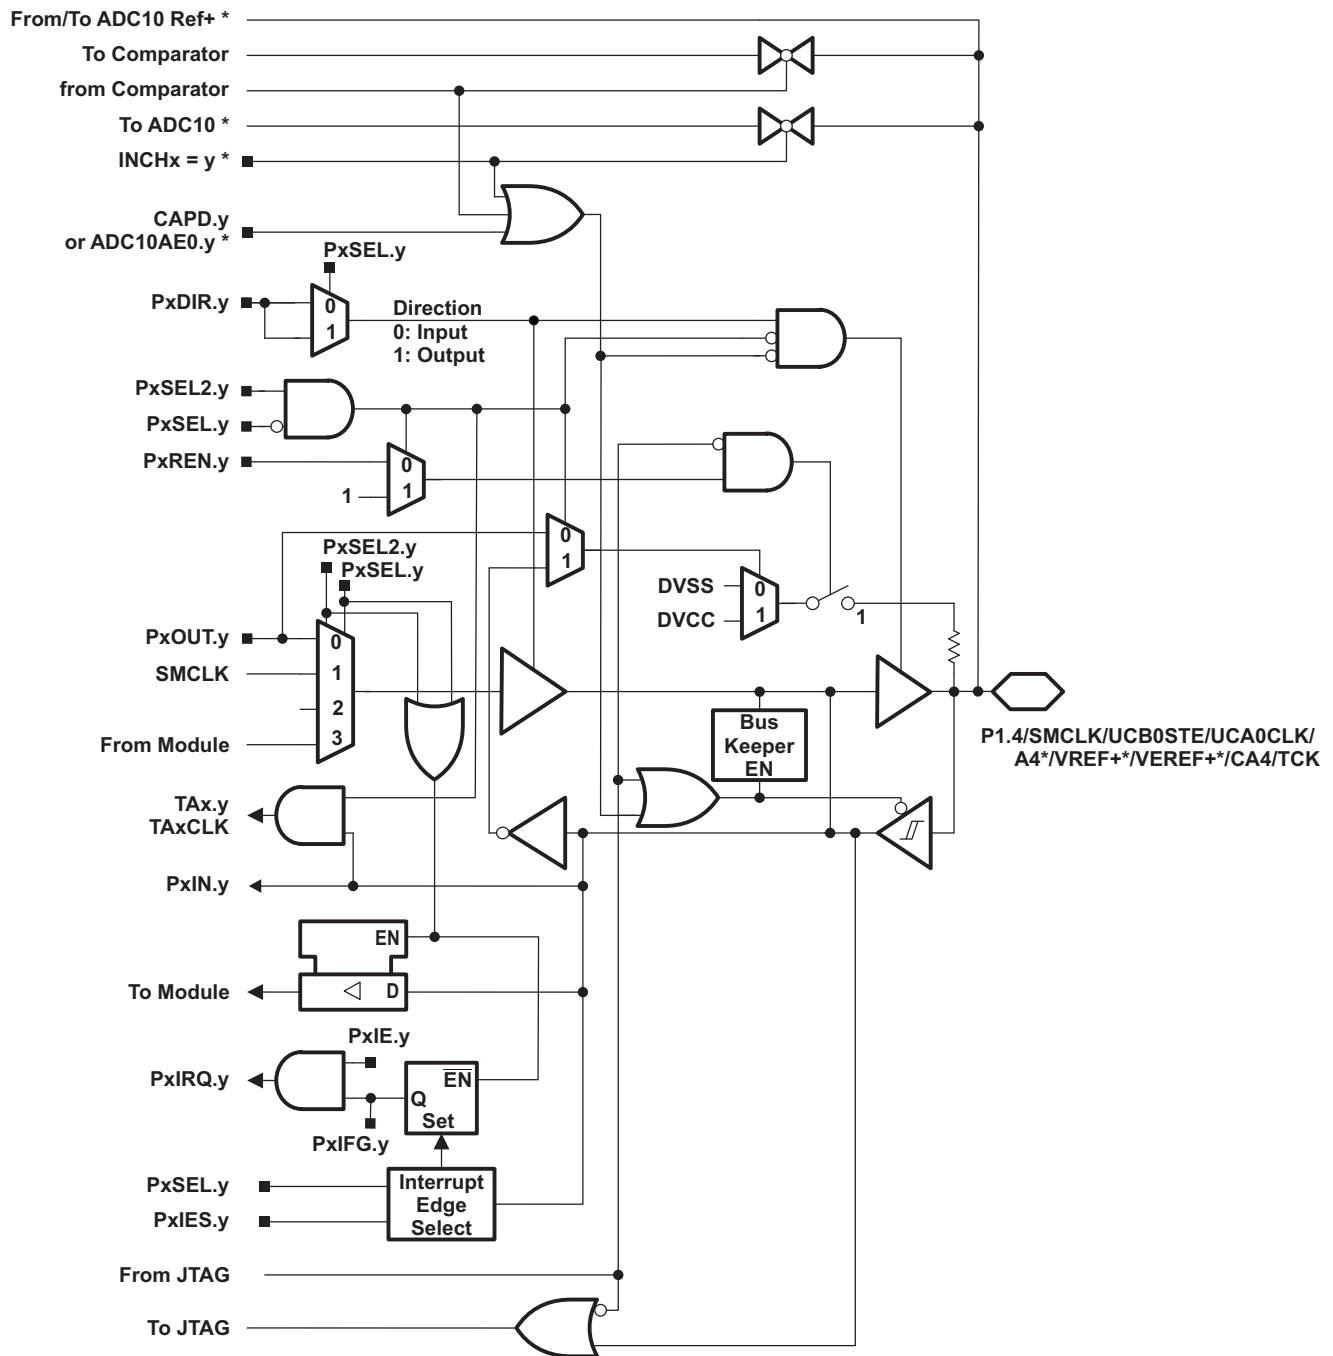 From/To ADC10 Ref+ *
To Comparator
from Comparator
To ADC10 *
INCHx = y *
CAPD.y
or ADC10AE0.y *
PxSEL.y
PxDIR.y
0
1
Direction
0: Input
1: Output
PxSEL2.y
PxSEL.y
PxREN.y
0
1
1
0
1
PxSEL2.y
PxSEL.y
DVSS
DVCC
0
1
1
PxOUT.y
SMCLK
From Module
0
1
2
3
Bus
Keeper
EN
P1.4/SMCLK/UCB0STE/UCA0CLK/
A4*/VREF+*/VEREF+*/CA4/TCK
TAx.y
TAxCLK
PxIN.y
EN
To Module
D
PxIE.y
PxIRQ.y
EN
Q
Set
PxIFG.y
PxSEL.y
PxIES.y
Interrupt
Edge
Select
From JTAG
To JTAG